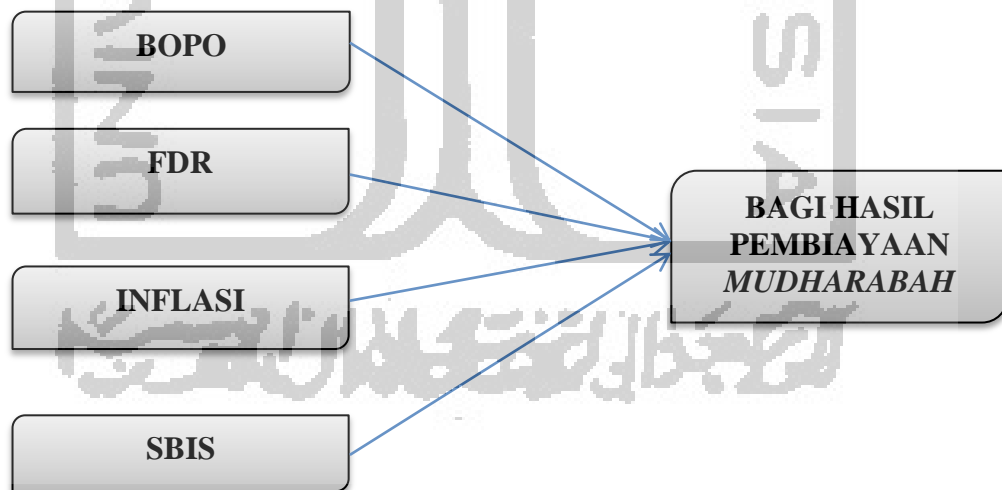 BOPO
FDR
INFLASI
SBIS
BAGI HASIL
PEMBIAYAAN
MUDHARABAH